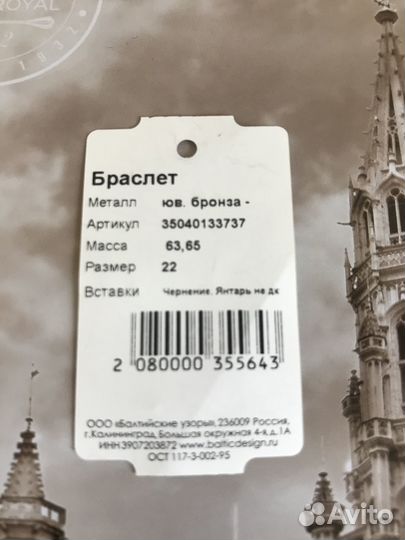 ROYAL
1832
Браслет
Металл юв. бронза -
Артикул 35040133737
Масса 63,65
Размер 22
Вставки Чернение. Янтарь не дк
2 080000 355643
ООО «Балтийские узоры», 236009 Россия,
г.Калининград, Большая окружная 4-я,д.1А
ИНН3907203872 www.balticdesign.ru
ОСТ 117-3-002-95
Avito